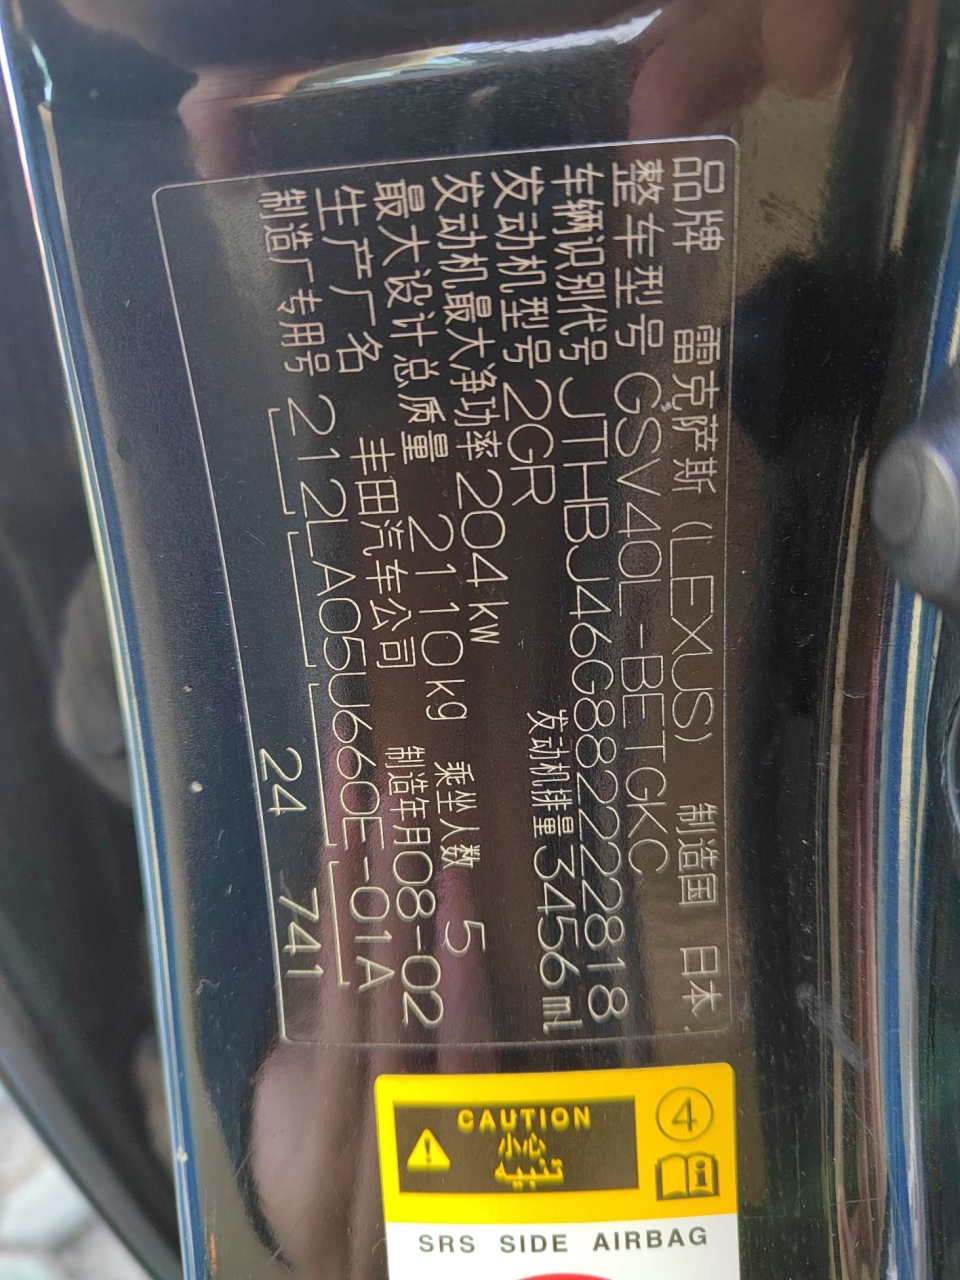 品牌 雷克萨斯（LEXUS） 制造国 日本
整车型号 GSV40L-BETGKC
车辆识别代号 JTHBJ46G882222818
发动机型号 2GR 发动机排量 3456ml
发动机最大净功率 204kW
最大设计总质量 2110kg 乘坐人数 5
生产厂名 丰田汽车公司 制造年月 08-02
制造厂专用号 212LA05U660E-01A
24 741
CAUTION
小心
4
SRS SIDE AIRBAG